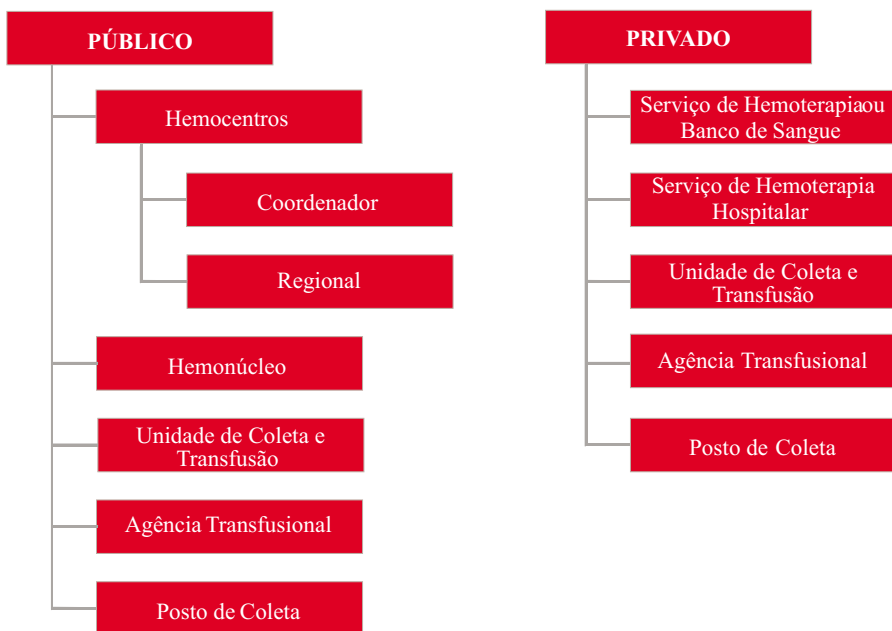 PÚBLICO
Hemocentros
Coordenador
Regional
Hemonúcleo
Unidade de Coleta e
Transfusão
Agência Transfusional
Posto de Coleta
PRIVADO
Serviço de Hemoterapiaou
Banco de Sangue
Serviço de Hemoterapia
Hospitalar
Unidade de Coleta e
Transfusão
Agência Transfusional
Posto de Coleta